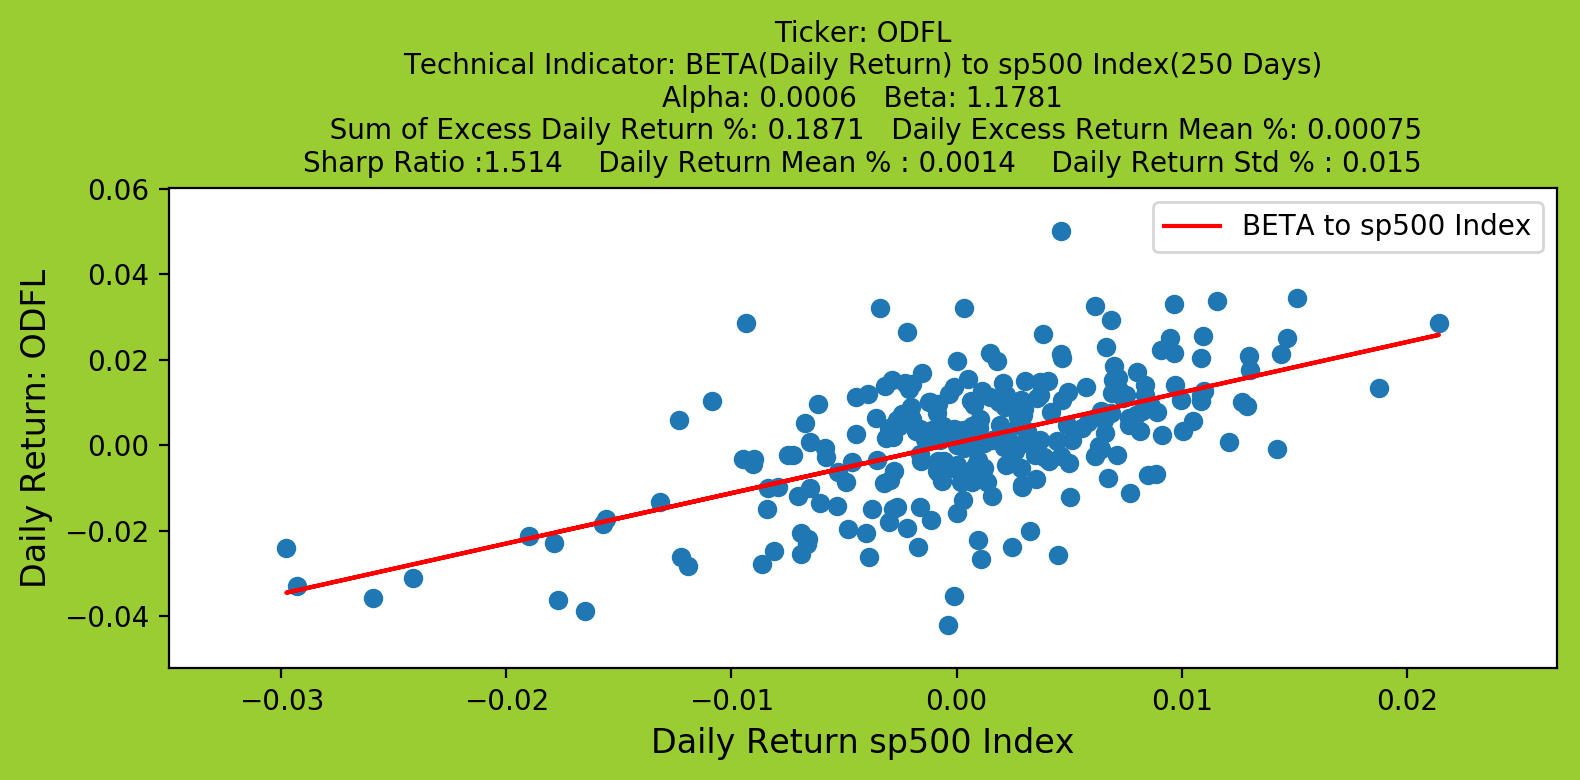 Ticker: ODFL
Technical Indicator: BETA(Daily Return) to sp500 Index(250 Days)
Alpha: 0.0006   Beta: 1.1781
Sum of Excess Daily Return %: 0.1871   Daily Excess Return Mean %: 0.00075
Sharp Ratio :1.514    Daily Return Mean % : 0.0014    Daily Return Std % : 0.015
BETA to sp500 Index
0.06
0.04
0.02
0.00
−0.02
−0.04
Daily Return: ODFL
−0.03
−0.02
−0.01
0.00
0.01
0.02
Daily Return sp500 Index